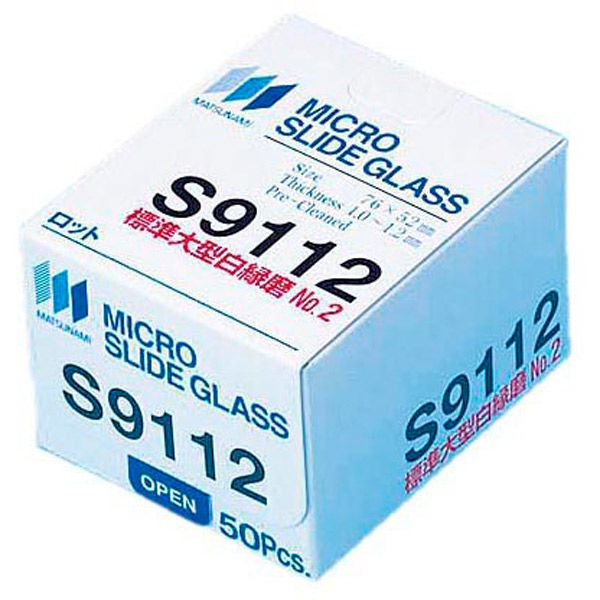 MATSUNAMI
MICRO
SLIDE GLASS
Size 76×52mm
Thickness 1.0~1.2mm
Pre-Cleaned
S9112
標準大型白縁磨 No.2
ロット
MATSUNAMI
MICRO
SLIDE GLASS
S9112
OPEN
50Pcs.
S9112
標準大型白縁磨 No.2